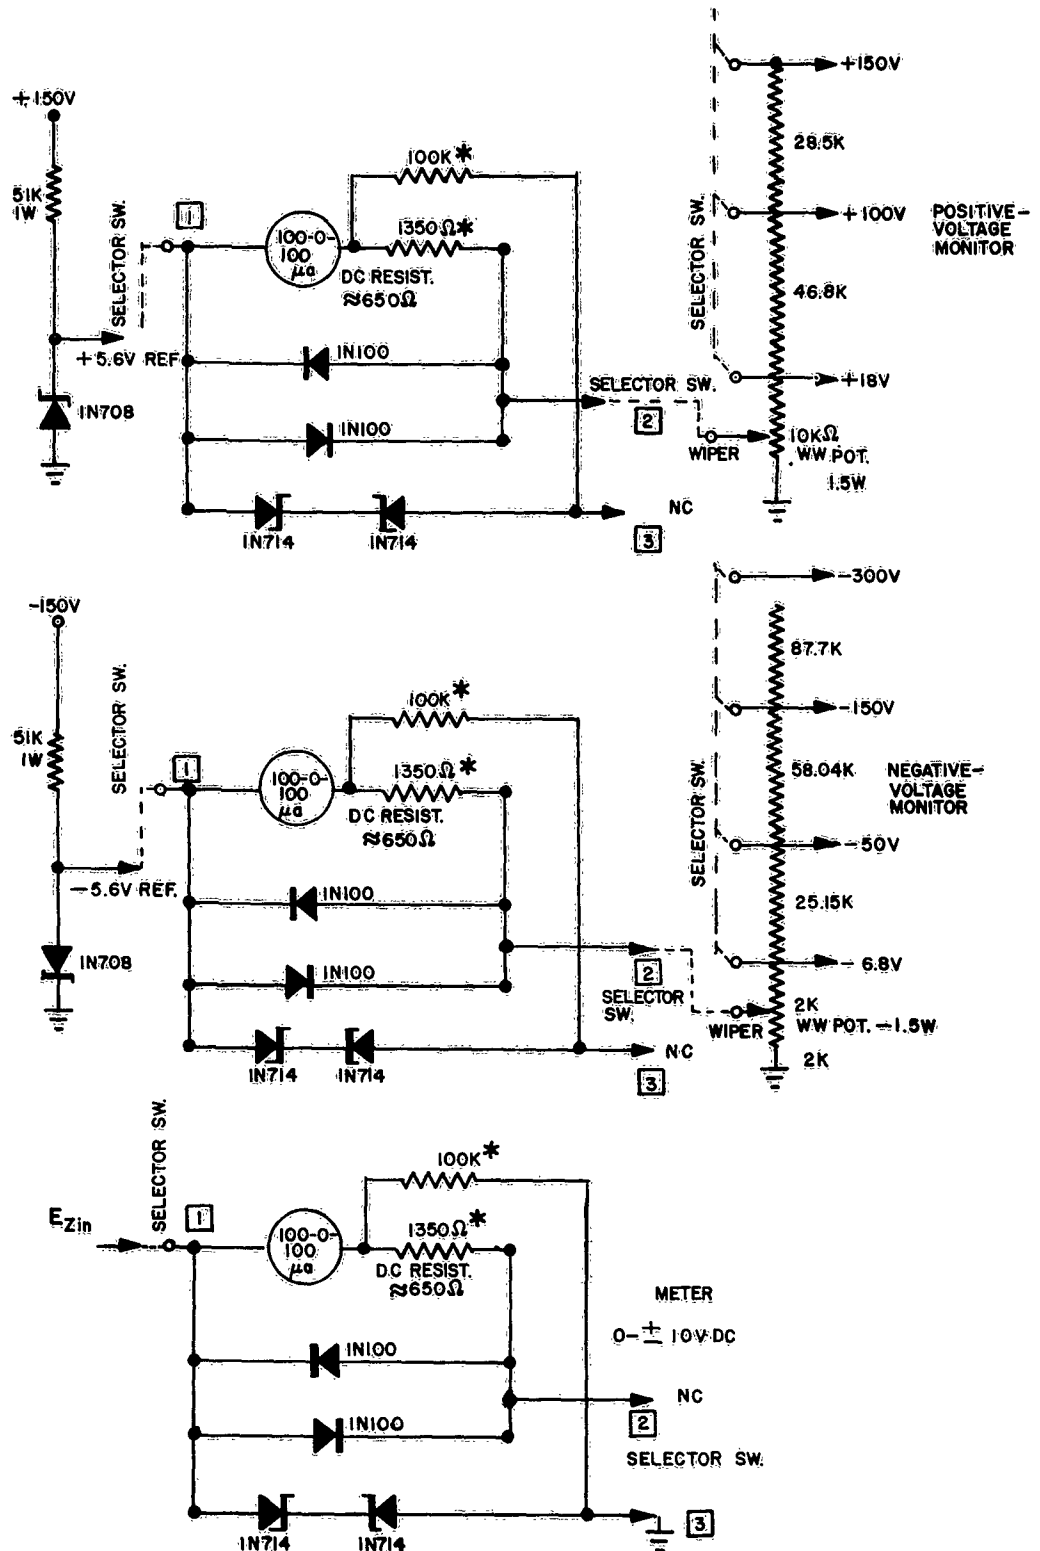 +150V
51K
1W
SELECTOR SW.
+5.6V REF
1N708
1
100-0-
100
µa
100K*
1350Ω*
DC RESIST.
≈650Ω
1N100
1N100
1N714
1N714
SELECTOR SW.
2
NC
3
SELECTOR SW.
+150V
28.5K
+100V
46.8K
+18V
WIPER
10KΩ
WW POT.
1.5W
POSITIVE-
VOLTAGE
MONITOR
-150V
51K
1W
SELECTOR SW.
-5.6V REF.
1N708
1
100-0-
100
µa
100K*
1350Ω*
DC RESIST.
≈650Ω
1N100
1N100
1N714
1N714
2
SELECTOR
SW.
NC
3
SELECTOR SW.
-300V
87.7K
-150V
58.04K
-50V
25.15K
- 6.8V
WIPER
2K
WW POT. -1.5W
2K
NEGATIVE-
VOLTAGE
MONITOR
EZin
SELECTOR SW.
1
100-0-
100
µa
100K*
1350Ω*
DC RESIST.
≈650Ω
1N100
1N100
1N714
1N714
METER
0-± 10V DC
NC
2
SELECTOR SW.
3